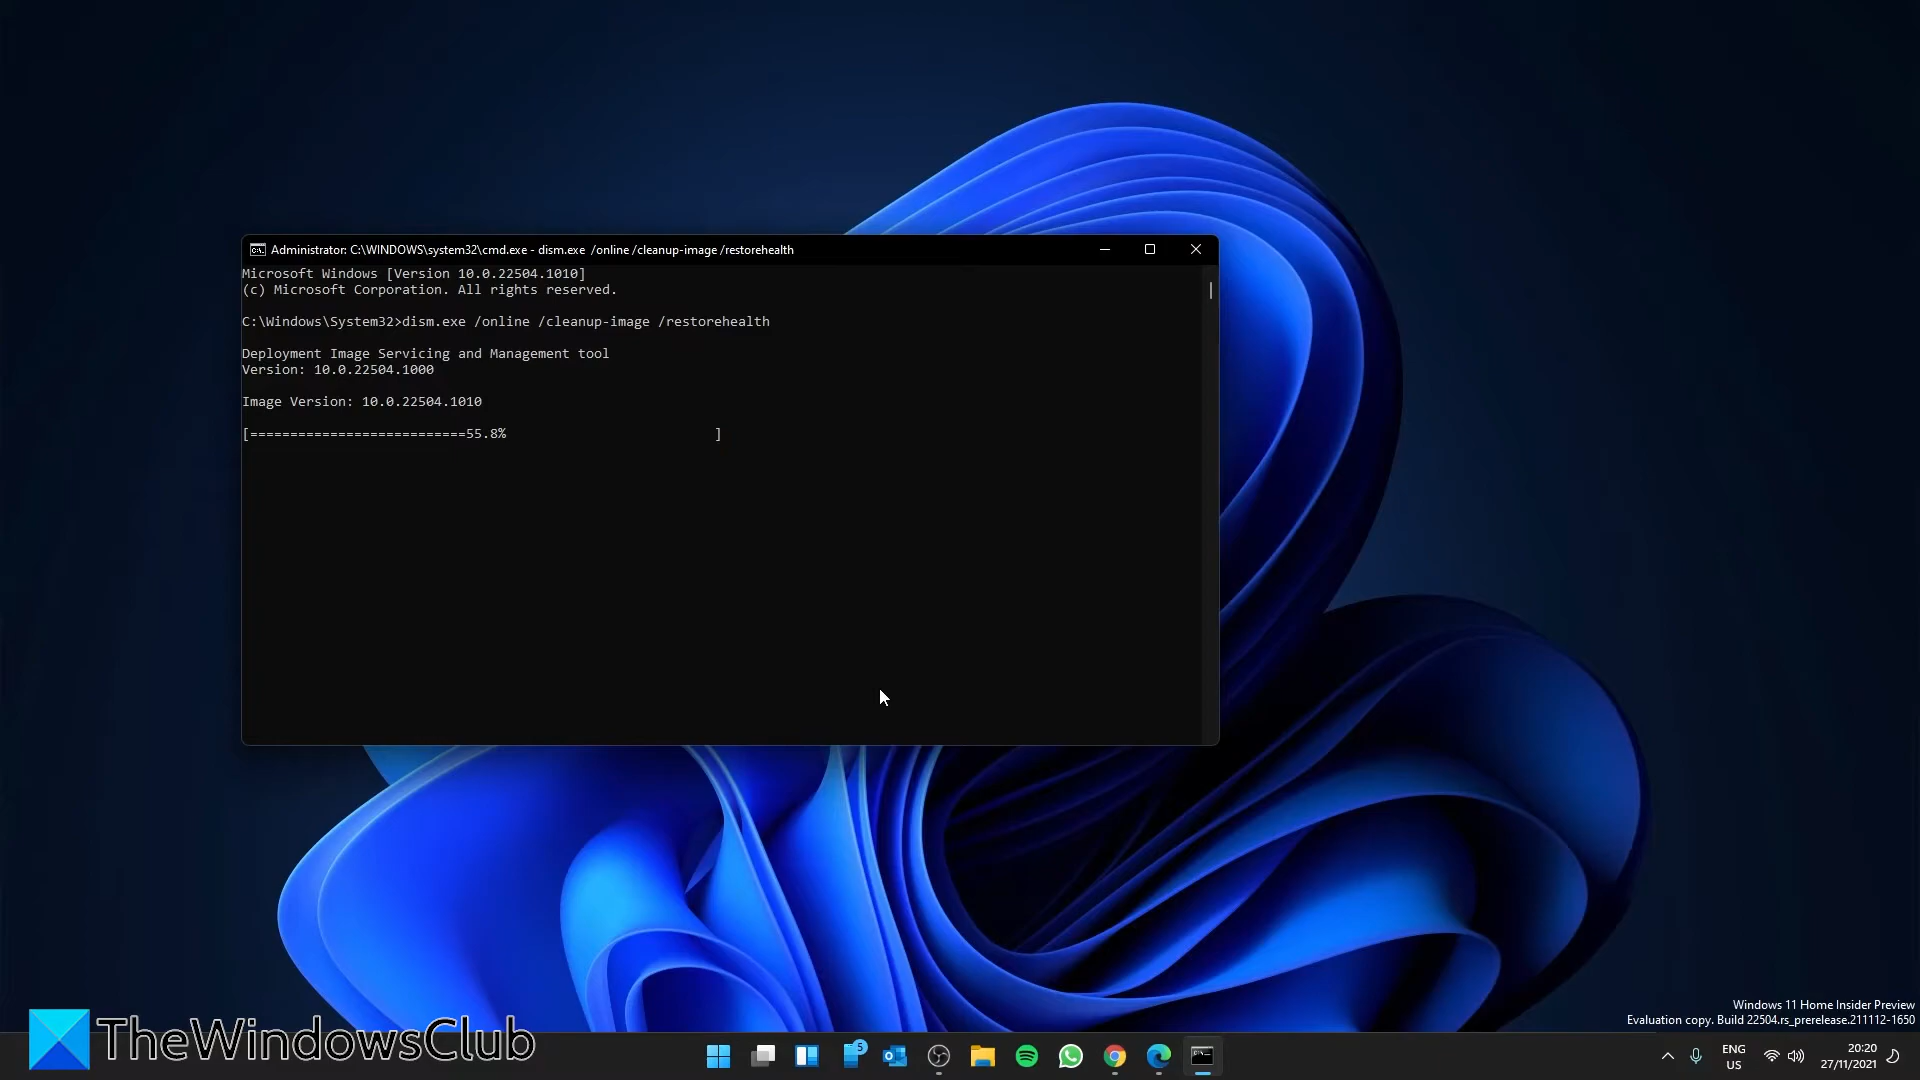 Administrator: C:\WINDOWS\system32\cmd.exe - dism.exe /online /cleanup-image /restorehealth
Microsoft Windows [Version 10.0.22504.1010]
(c) Microsoft Corporation. All rights reserved.
C:\Windows\System32>dism.exe /online /cleanup-image /restorehealth
Deployment Image Servicing and Management tool
Version: 10.0.22504.1000
Image Version: 10.0.22504.1010
[===========================55.8%                          ]
Windows 11 Home Insider Preview
Evaluation copy. Build 22504.rs_prerelease.211112-1650
TheWindowsClub
5
ENG
US
20:20
27/11/2021